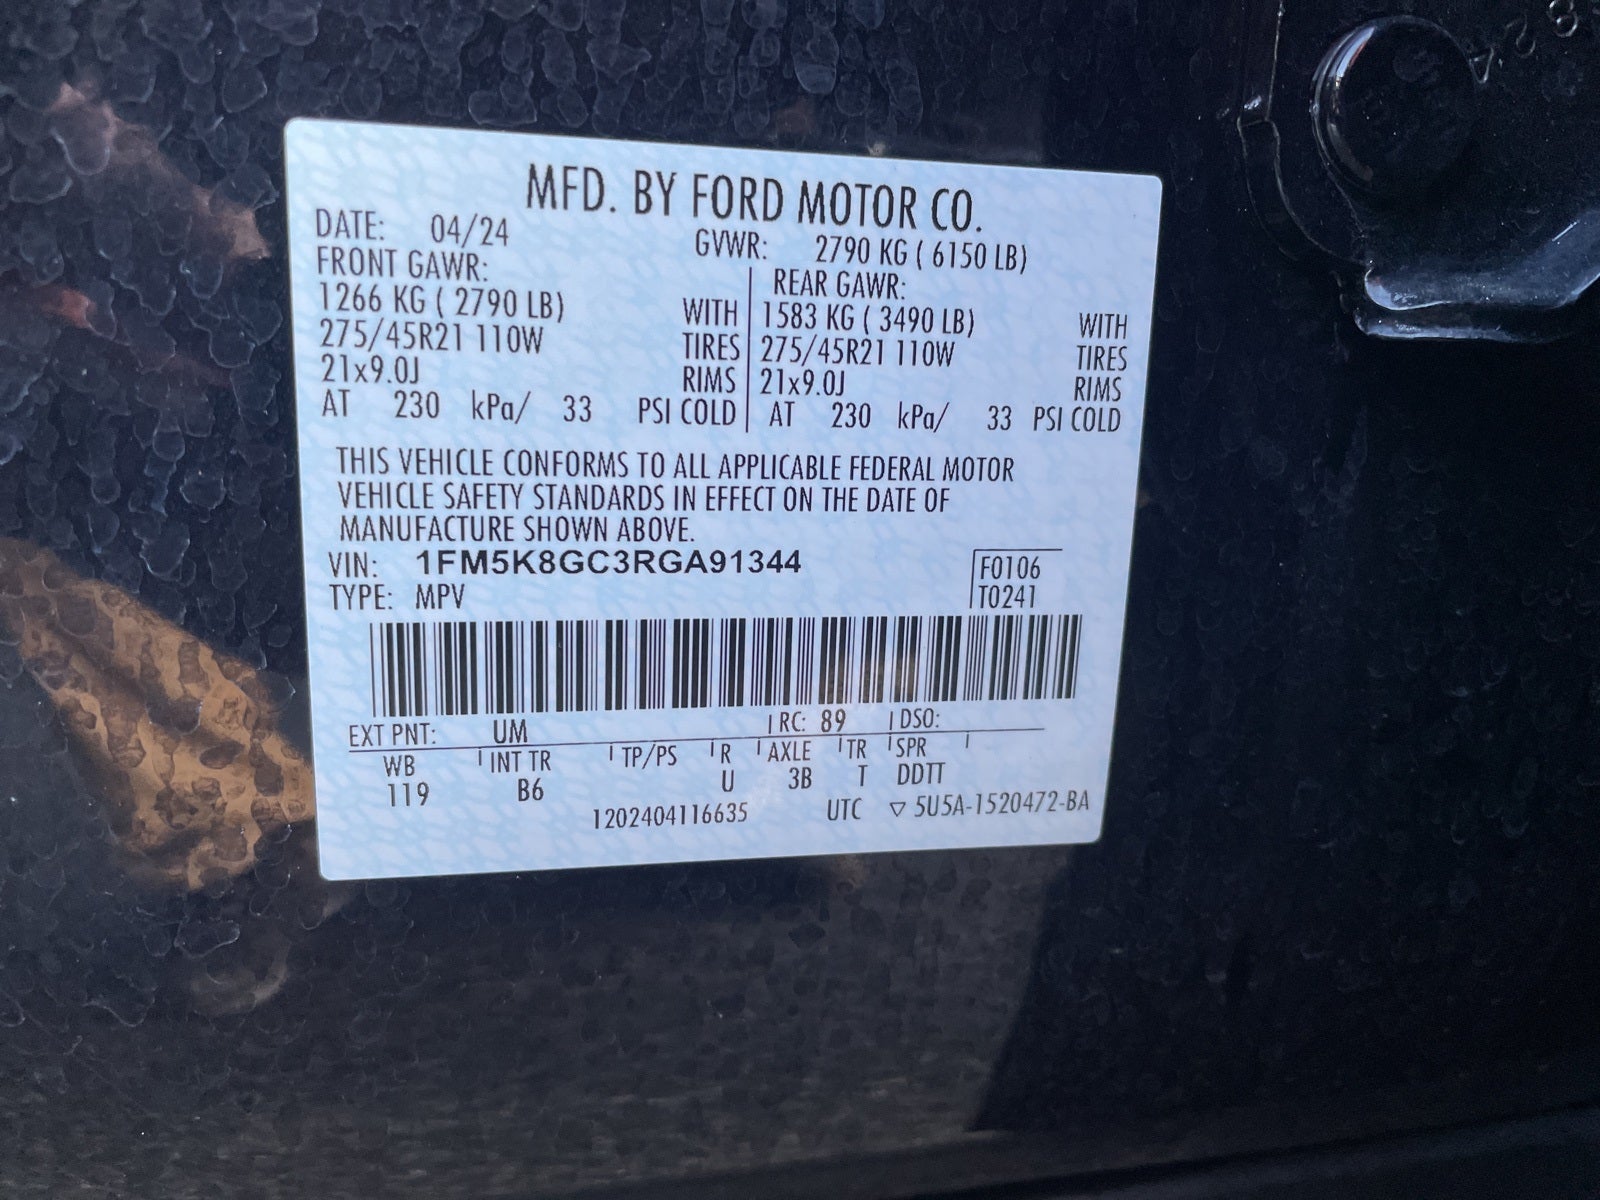 MFD. BY FORD MOTOR CO.
DATE: 04/24 GVWR: 2790 KG ( 6150 LB)
FRONT GAWR: REAR GAWR:
1266 KG ( 2790 LB) WITH 1583 KG ( 3490 LB) WITH
275/45R21 110W TIRES 275/45R21 110W TIRES
21x9.0J RIMS 21x9.0J RIMS
AT 230 kPa/ 33 PSI COLD AT 230 kPa/ 33 PSI COLD
THIS VEHICLE CONFORMS TO ALL APPLICABLE FEDERAL MOTOR
VEHICLE SAFETY STANDARDS IN EFFECT ON THE DATE OF
MANUFACTURE SHOWN ABOVE.
VIN: 1FM5K8GC3RGA91344 F0106
TYPE: MPV T0241
EXT PNT: UM RC: 89 DSO:
WB INT TR TP/PS R AXLE TR SPR
119 B6 U 3B T DDTT
1202404116635 UTC ▽ 5U5A-1520472-BA